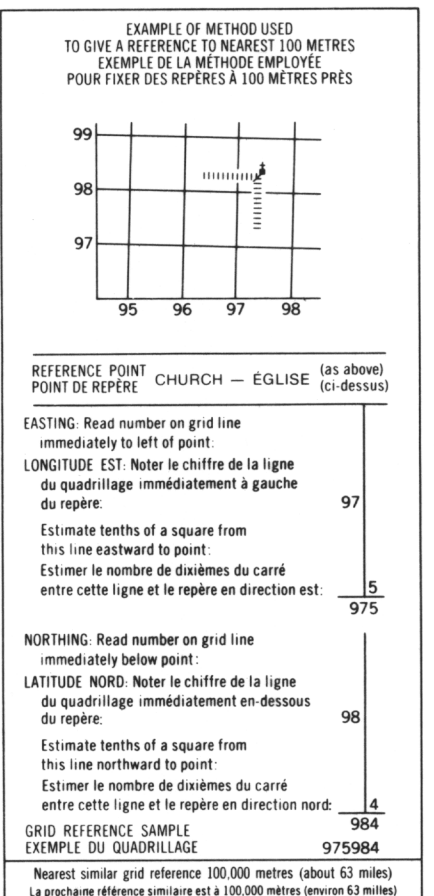 EXAMPLE OF METHOD USED
TO GIVE A REFERENCE TO NEAREST 100 METRES
EXEMPLE DE LA MÉTHODE EMPLOYÉE
POUR FIXER DES REPÈRES À 100 MÈTRES PRÈS
99
98
97
95 96 97 98
REFERENCE POINT
POINT DE REPÈRE
CHURCH — ÉGLISE
(as above)
(ci-dessus)
EASTING: Read number on grid line
immediately to left of point:
LONGITUDE EST: Noter le chiffre de la ligne
du quadrillage immédiatement à gauche
du repère: 97
Estimate tenths of a square from
this line eastward to point:
Estimer le nombre de dixièmes du carré
entre cette ligne et le repère en direction est: 5
975
NORTHING: Read number on grid line
immediately below point:
LATITUDE NORD: Noter le chiffre de la ligne
du quadrillage immédiatement en-dessous
du repère: 98
Estimate tenths of a square from
this line northward to point:
Estimer le nombre de dixièmes du carré
entre cette ligne et le repère en direction nord: 4
984
GRID REFERENCE SAMPLE
EXEMPLE DU QUADRILLAGE 975984
Nearest similar grid reference 100,000 metres (about 63 miles)
La prochaine référence similaire est à 100,000 mètres (environ 63 milles)